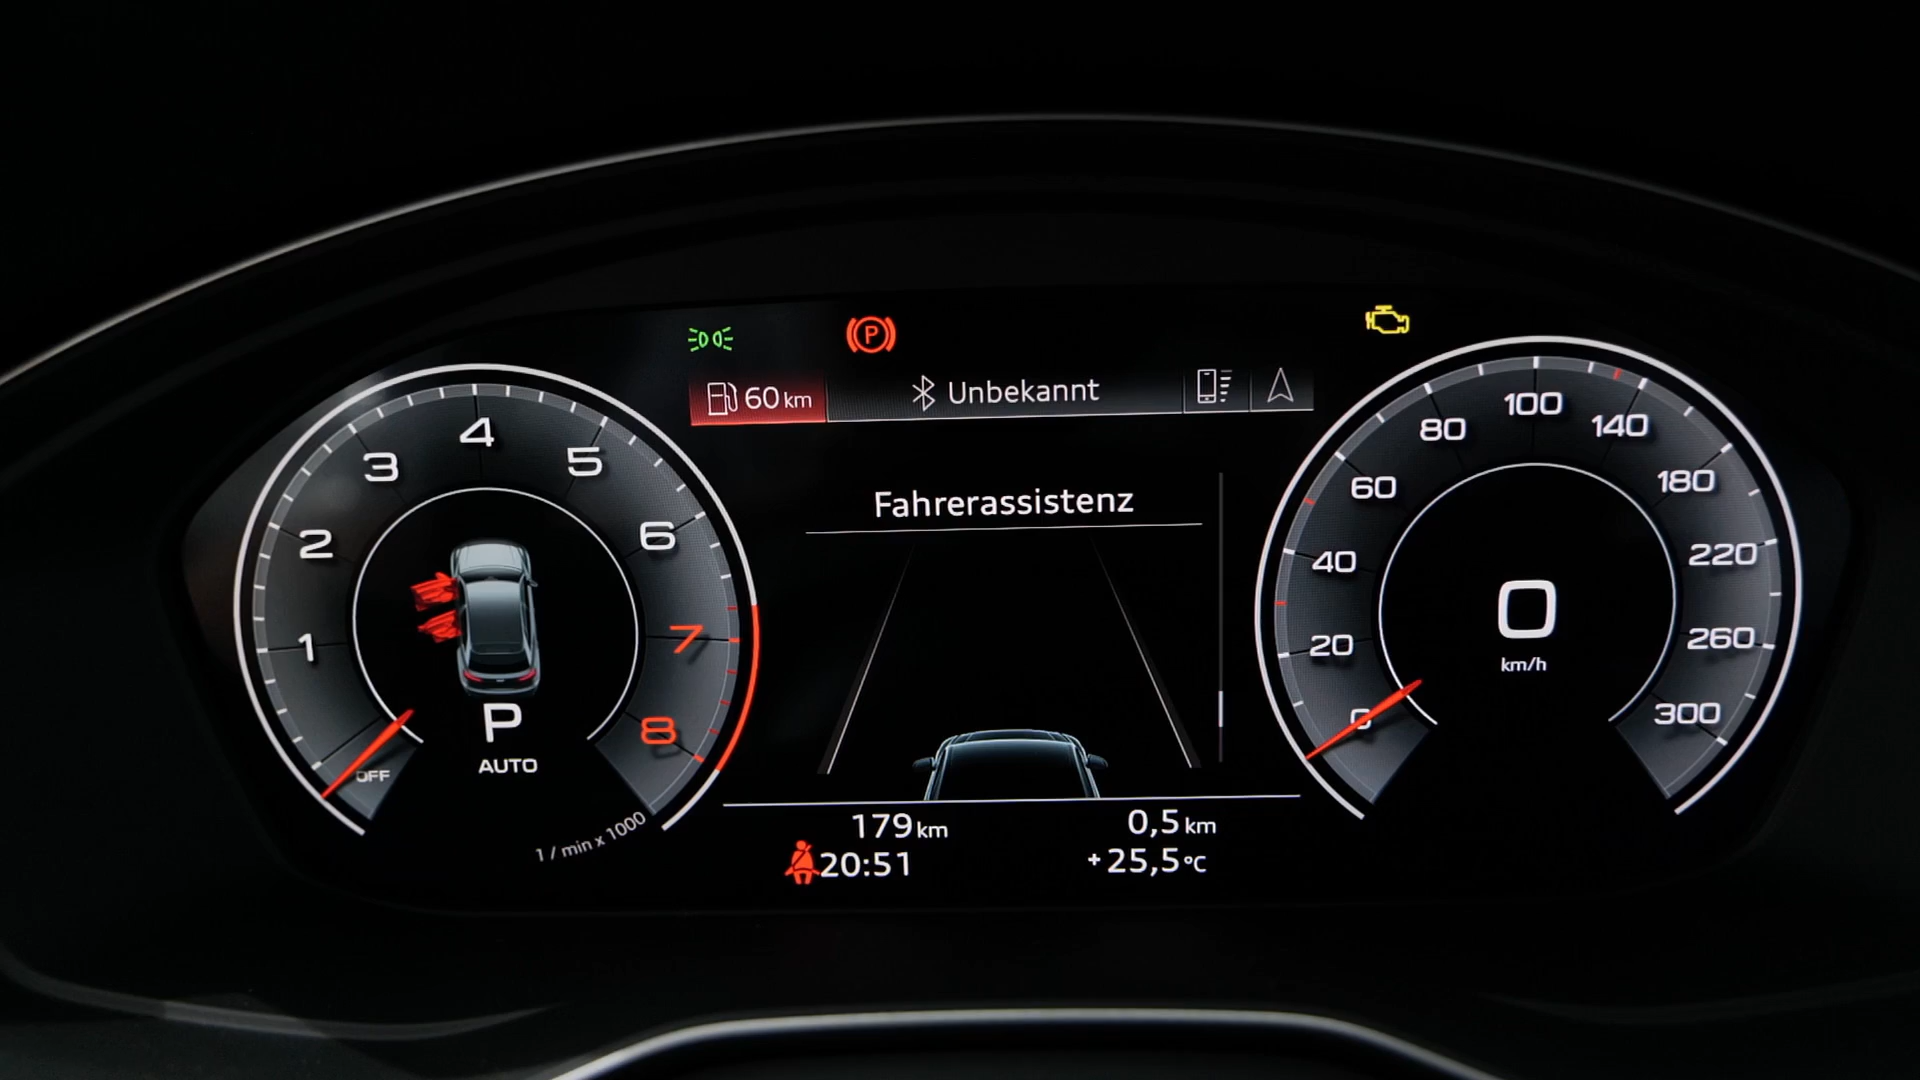 P
60 km
Unbekannt
Fahrerassistenz
1
2
3
4
5
6
7
8
OFF
P
AUTO
1 / min x 1000
179 km
0,5 km
20:51
+25,5 °C
0
20
40
60
80
100
140
180
220
260
300
0
km/h